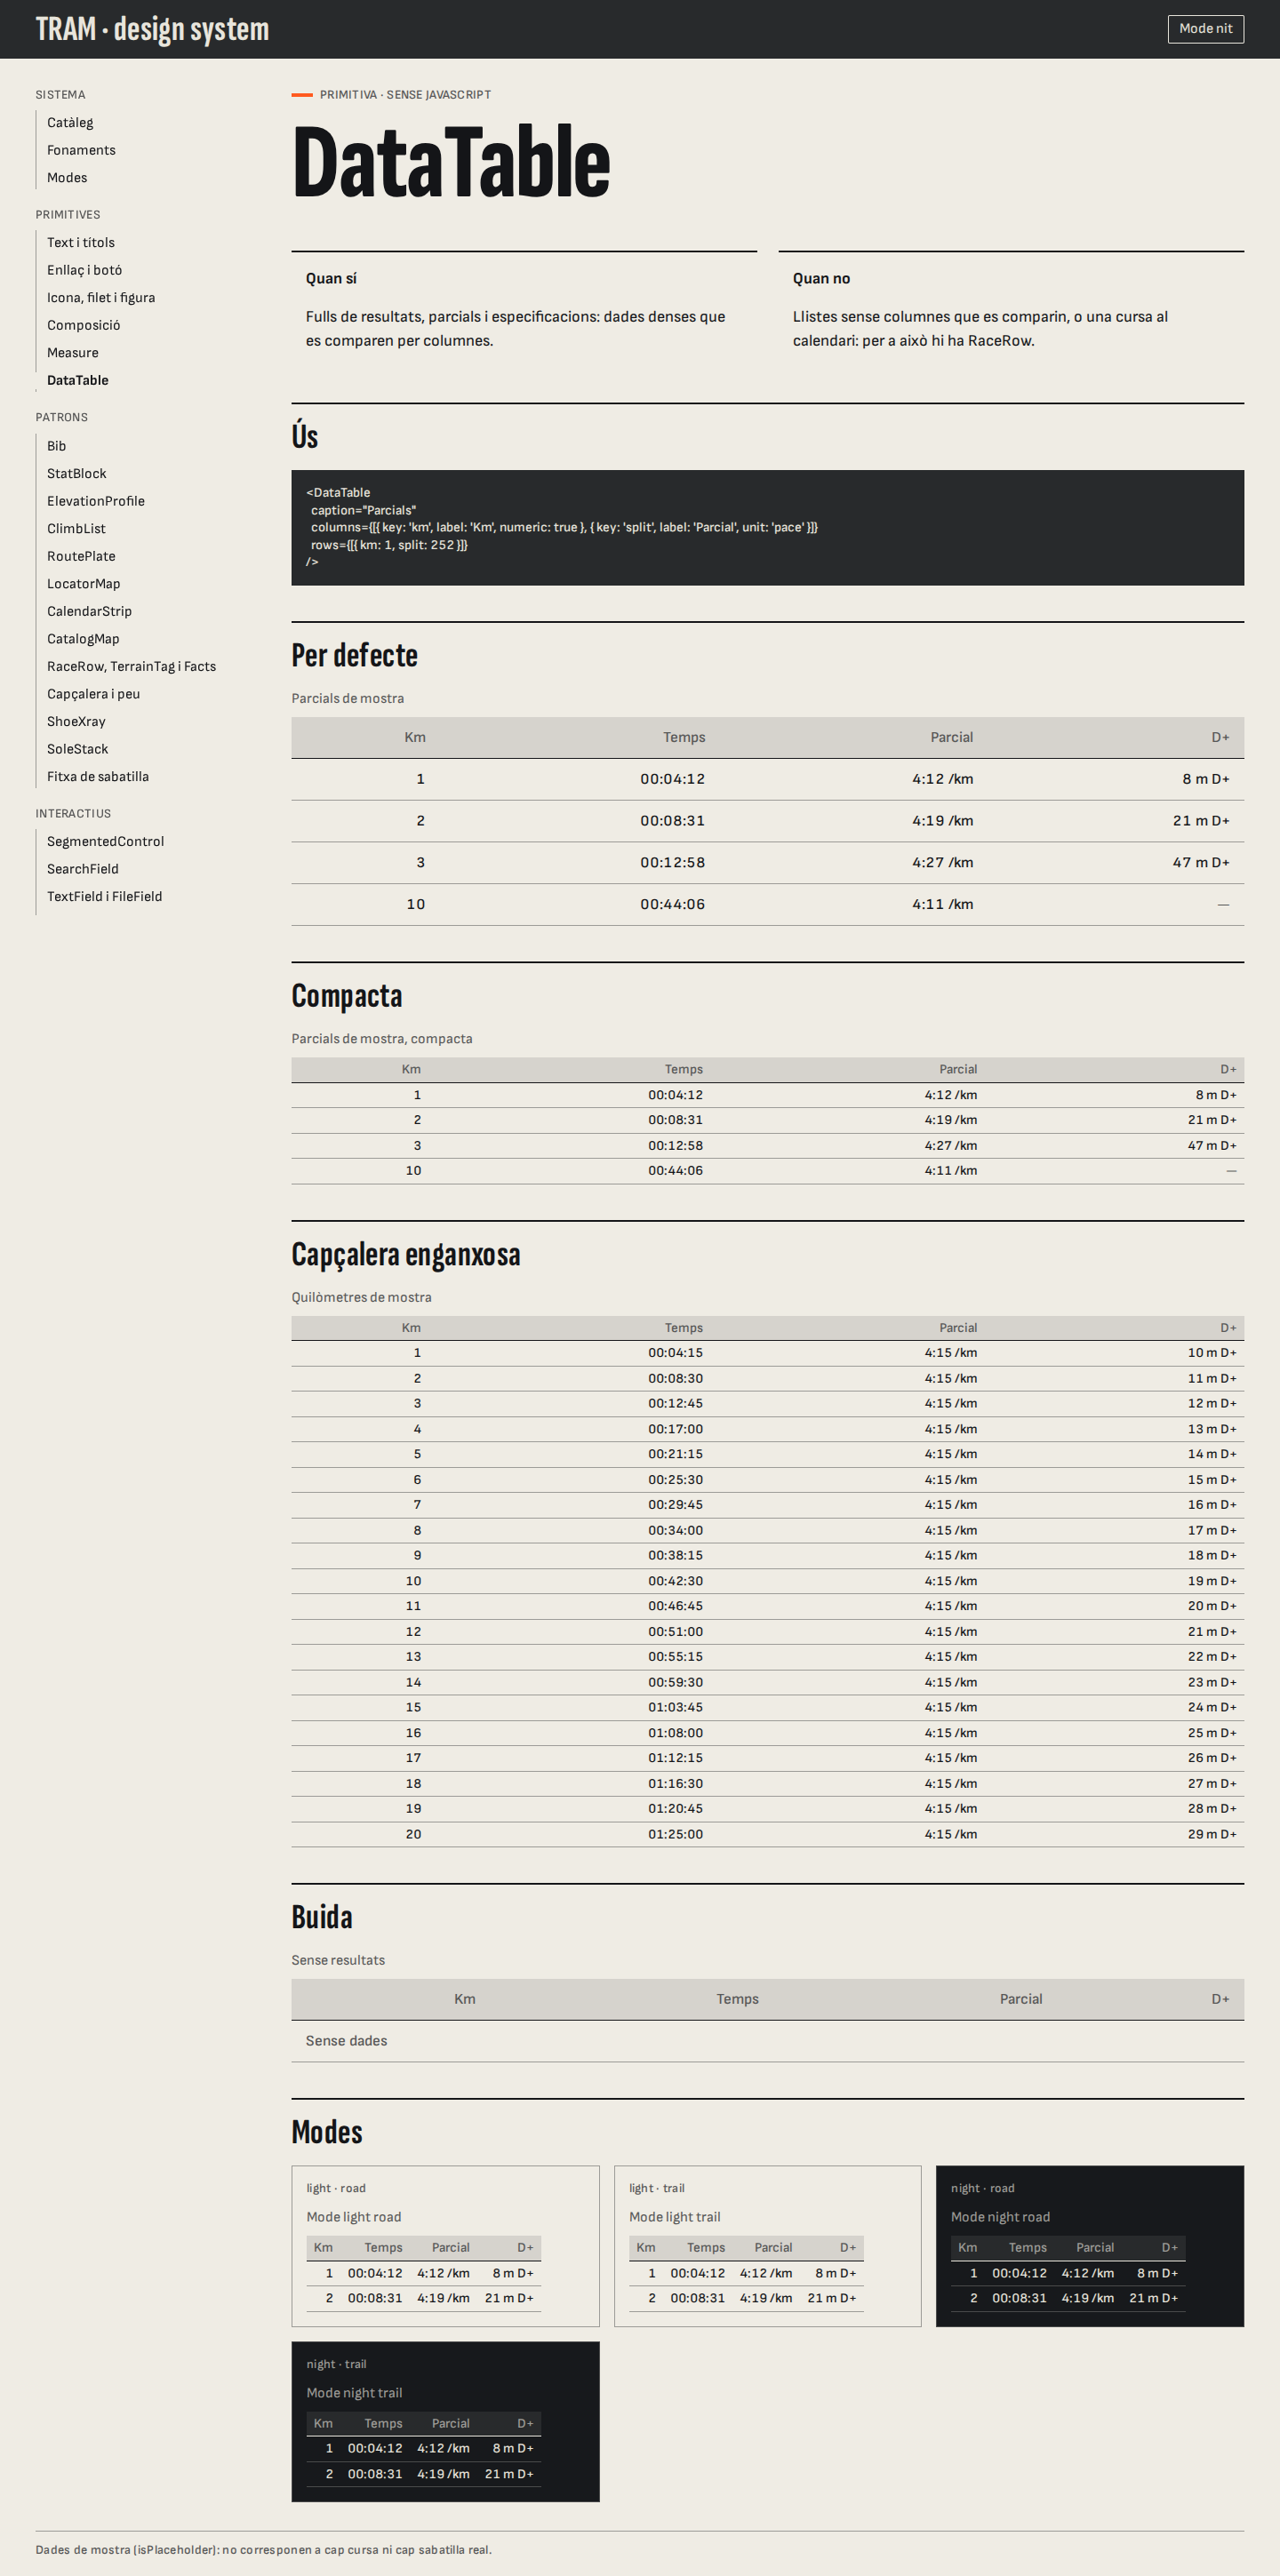 TRAM · design system
Mode nit
SISTEMA
Catàleg
Fonaments
Modes
PRIMITIVES
Text i títols
Enllaç i botó
Icona, filet i figura
Composició
Measure
DataTable
PATRONS
Bib
StatBlock
ElevationProfile
ClimbList
RoutePlate
LocatorMap
CalendarStrip
CatalogMap
RaceRow, TerrainTag i Facts
Capçalera i peu
ShoeXray
SoleStack
Fitxa de sabatilla
INTERACTIUS
SegmentedControl
SearchField
TextField i FileField
PRIMITIVA · SENSE JAVASCRIPT
DataTable
Quan sí
Fulls de resultats, parcials i especificacions: dades denses que
es comparen per columnes.
Quan no
Llistes sense columnes que es comparin, o una cursa al
calendari: per a això hi ha RaceRow.
Ús
<DataTable
caption="Parcials"
columns={[{ key: 'km', label: 'Km', numeric: true }, { key: 'split', label: 'Parcial', unit: 'pace' }]}
rows={[{ km: 1, split: 252 }]}
/>
Per defecte
Parcials de mostra
Km Temps Parcial D+
1 00:04:12 4:12 /km 8 m D+
2 00:08:31 4:19 /km 21 m D+
3 00:12:58 4:27 /km 47 m D+
10 00:44:06 4:11 /km —
Compacta
Parcials de mostra, compacta
Km Temps Parcial D+
1 00:04:12 4:12 /km 8 m D+
2 00:08:31 4:19 /km 21 m D+
3 00:12:58 4:27 /km 47 m D+
10 00:44:06 4:11 /km —
Capçalera enganxosa
Quilòmetres de mostra
Km Temps Parcial D+
1 00:04:15 4:15 /km 10 m D+
2 00:08:30 4:15 /km 11 m D+
3 00:12:45 4:15 /km 12 m D+
4 00:17:00 4:15 /km 13 m D+
5 00:21:15 4:15 /km 14 m D+
6 00:25:30 4:15 /km 15 m D+
7 00:29:45 4:15 /km 16 m D+
8 00:34:00 4:15 /km 17 m D+
9 00:38:15 4:15 /km 18 m D+
10 00:42:30 4:15 /km 19 m D+
11 00:46:45 4:15 /km 20 m D+
12 00:51:00 4:15 /km 21 m D+
13 00:55:15 4:15 /km 22 m D+
14 00:59:30 4:15 /km 23 m D+
15 01:03:45 4:15 /km 24 m D+
16 01:08:00 4:15 /km 25 m D+
17 01:12:15 4:15 /km 26 m D+
18 01:16:30 4:15 /km 27 m D+
19 01:20:45 4:15 /km 28 m D+
20 01:25:00 4:15 /km 29 m D+
Buida
Sense resultats
Km Temps Parcial D+
Sense dades
Modes
light · road
Mode light road
Km Temps Parcial D+
1 00:04:12 4:12 /km 8 m D+
2 00:08:31 4:19 /km 21 m D+
light · trail
Mode light trail
Km Temps Parcial D+
1 00:04:12 4:12 /km 8 m D+
2 00:08:31 4:19 /km 21 m D+
night · road
Mode night road
Km Temps Parcial D+
1 00:04:12 4:12 /km 8 m D+
2 00:08:31 4:19 /km 21 m D+
night · trail
Mode night trail
Km Temps Parcial D+
1 00:04:12 4:12 /km 8 m D+
2 00:08:31 4:19 /km 21 m D+
Dades de mostra (isPlaceholder): no corresponen a cap cursa ni cap sabatilla real.